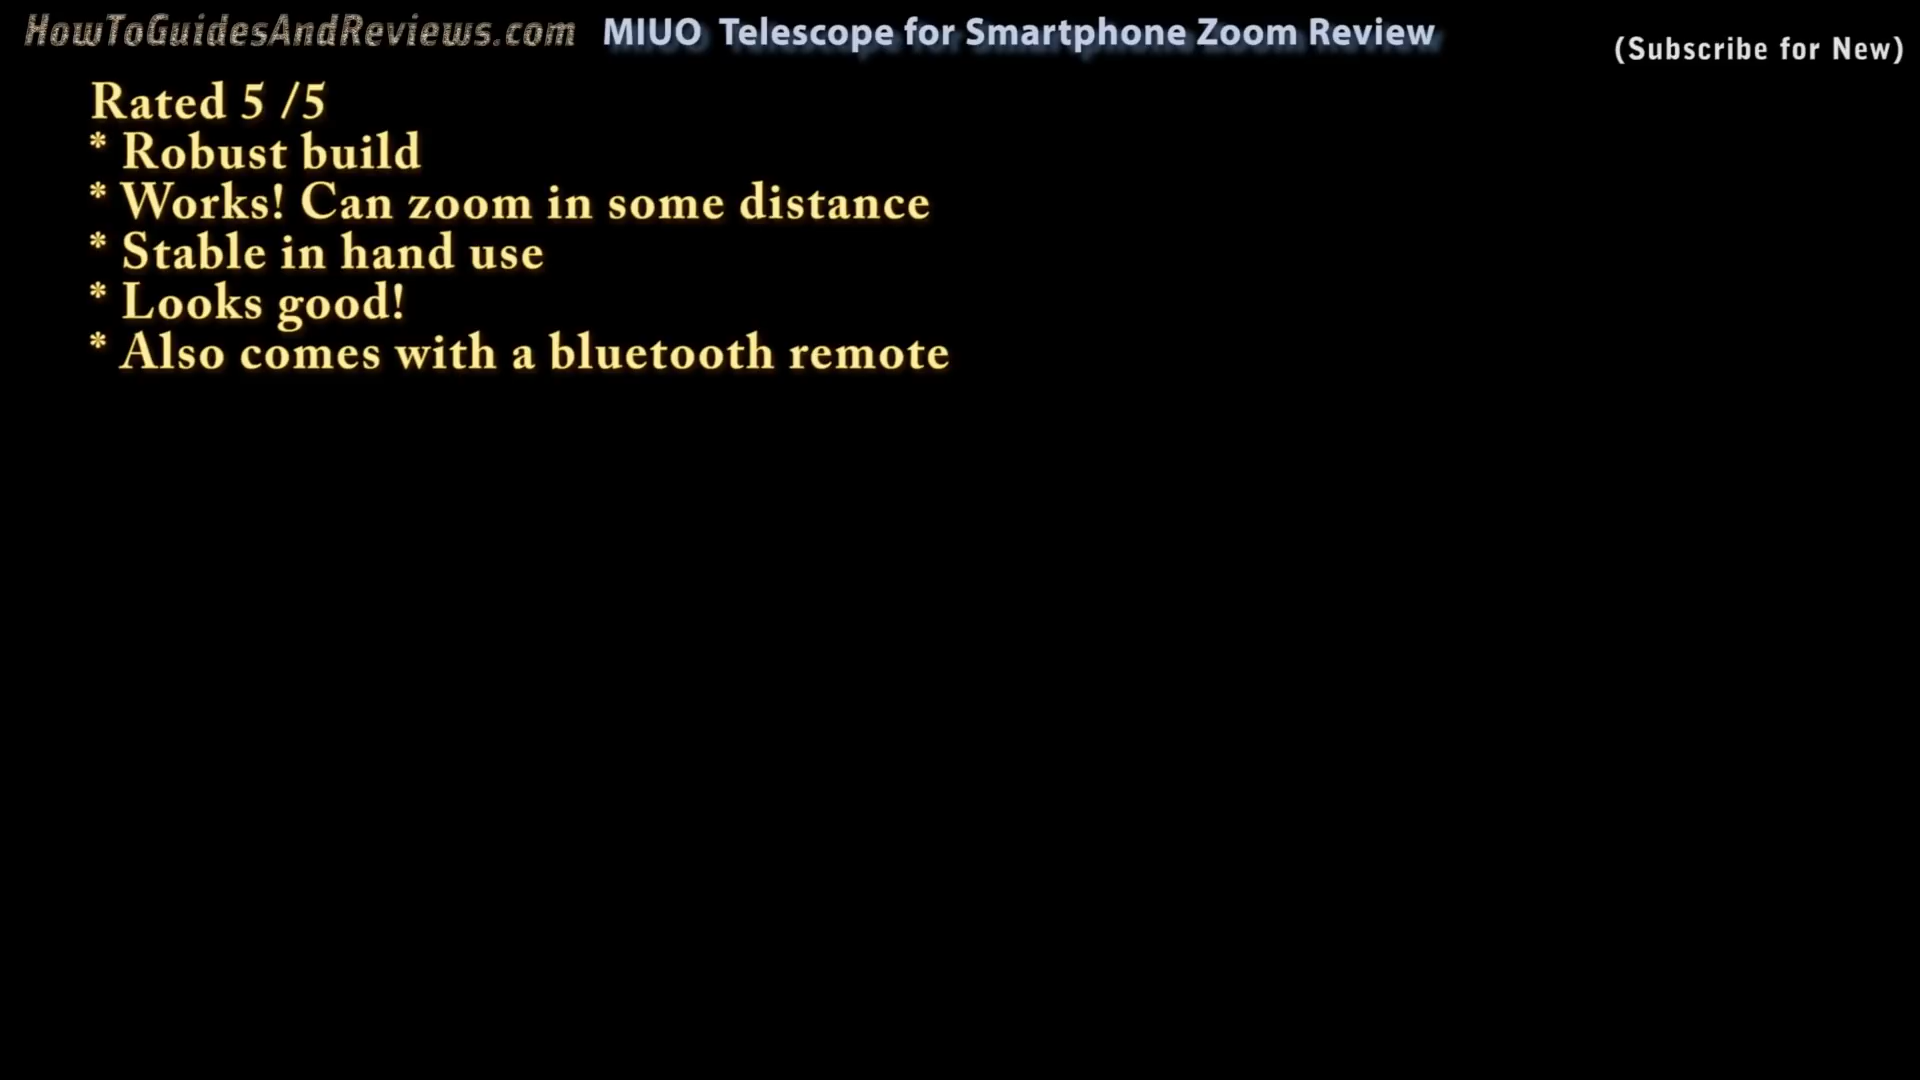 HowToGuidesAndReviews.com MIUO Telescope for Smartphone Zoom Review (Subscribe for New)
Rated 5 /5
* Robust build
* Works! Can zoom in some distance
* Stable in hand use
* Looks good!
* Also comes with a bluetooth remote